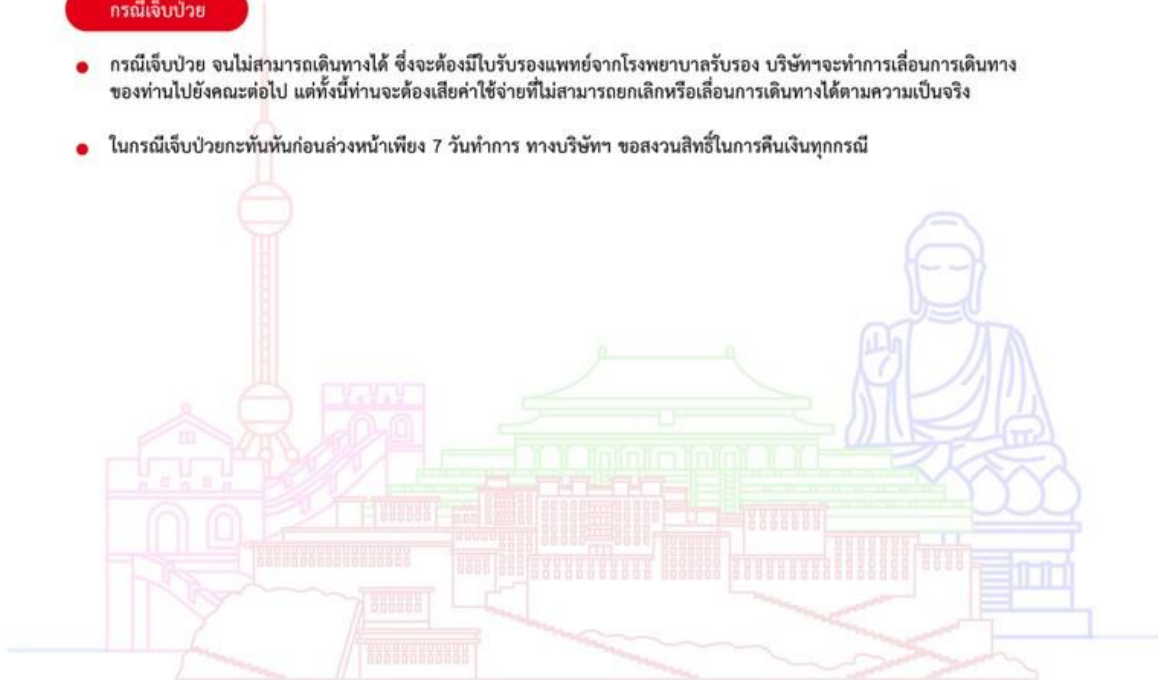 กรณีเจ็บป่วย
กรณีเจ็บป่วย จนไม่สามารถเดินทางได้ ซึ่งจะต้องมีใบรับรองแพทย์จากโรงพยาบาลรับรอง บริษัทฯจะทำการเลื่อนการเดินทาง
ของท่านไปยังคณะต่อไป แต่ทั้งนี้ท่านจะต้องเสียค่าใช้จ่ายที่ไม่สามารถยกเลิกหรือเลื่อนการเดินทางได้ตามความเป็นจริง
ในกรณีเจ็บป่วยกะทันหันก่อนล่วงหน้าเพียง 7 วันทำการ ทางบริษัทฯ ขอสงวนสิทธิ์ในการคืนเงินทุกกรณี